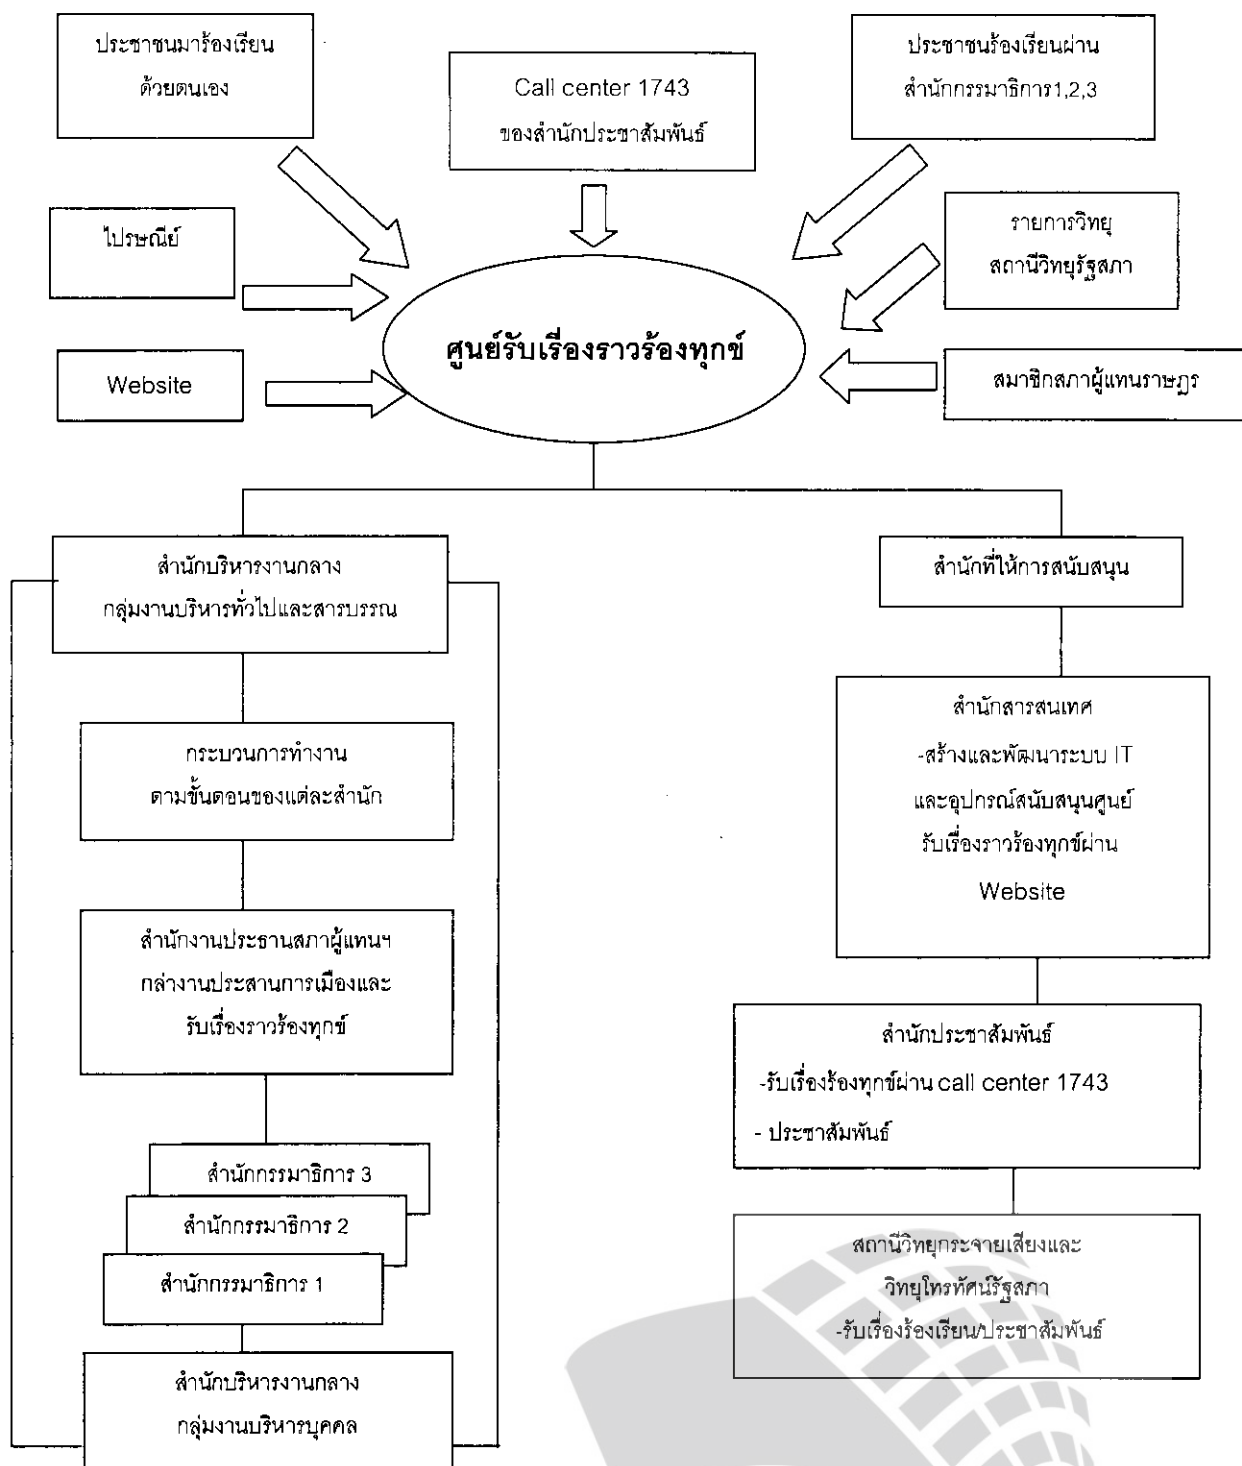 ประชาชนมาร้องเรียน
ด้วยตนเอง
Call center 1743
ของสำนักประชาสัมพันธ์
ประชาชนร้องเรียนผ่าน
สำนักกรรมาธิการ1,2,3
ไปรษณีย์
รายการวิทยุ
สถานีวิทยุรัฐสภา
Website
ศูนย์รับเรื่องราวร้องทุกข์
สมาชิกสภาผู้แทนราษฎร
สำนักบริหารงานกลาง
กลุ่มงานบริหารทั่วไปและสารบรรณ
กระบวนการทำงาน
ตามขั้นตอนของแต่ละสำนัก
สำนักงานประธานสภาผู้แทนฯ
กล่างานประสานการเมืองและ
รับเรื่องราวร้องทุกข์
สำนักกรรมาธิการ 3
สำนักกรรมาธิการ 2
สำนักกรรมาธิการ 1
สำนักบริหารงานกลาง
กลุ่มงานบริหารบุคคล
สำนักที่ให้การสนับสนุน
สำนักสารสนเทศ
-สร้างและพัฒนาระบบ IT
และอุปกรณ์สนับสนุนศูนย์
รับเรื่องราวร้องทุกข์ผ่าน
Website
สำนักประชาสัมพันธ์
-รับเรื่องร้องทุกข์ผ่าน call center 1743
- ประชาสัมพันธ์
สถานีวิทยุกระจายเสียงและ
วิทยุโทรทัศน์รัฐสภา
-รับเรื่องร้องเรียน/ประชาสัมพันธ์